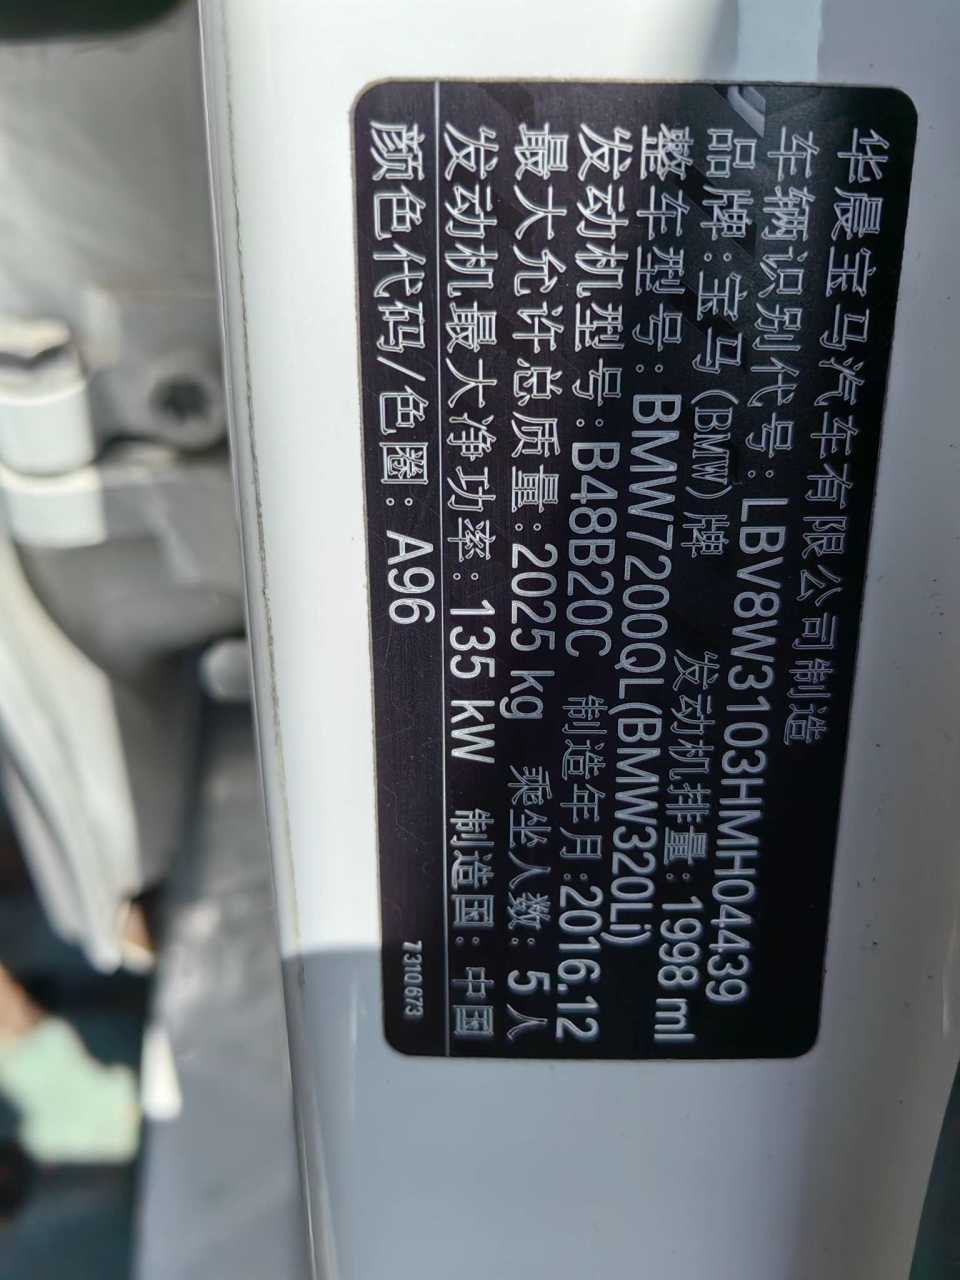 华晨宝马汽车有限公司制造
车辆识别代号:LBV8W3103HMH04439
品牌:宝马(BMW)牌 发动机排量:1998 ml
整车型号:BMW7200QL(BMW320Li)
发动机型号:B48B20C 制造年月:2016.12
最大允许总质量:2025 kg 乘坐人数:5人
发动机最大净功率:135 kW 制造国:中国
颜色代码/色圈:A96
7310673